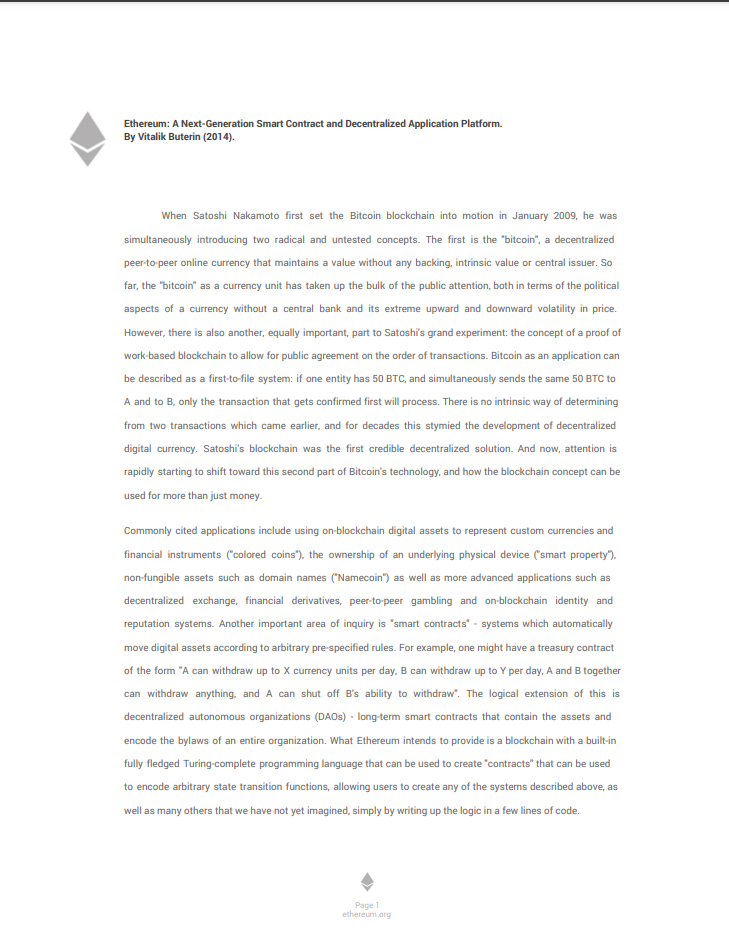 Ethereum: A Next-Generation Smart Contract and Decentralized Application Platform.
By Vitalik Buterin (2014).
When Satoshi Nakamoto first set the Bitcoin blockchain into motion in January 2009, he was
simultaneously introducing two radical and untested concepts. The first is the "bitcoin", a decentralized
peer-to-peer online currency that maintains a value without any backing, intrinsic value or central issuer. So
far, the "bitcoin" as a currency unit has taken up the bulk of the public attention, both in terms of the political
aspects of a currency without a central bank and its extreme upward and downward volatility in price.
However, there is also another, equally important, part to Satoshi's grand experiment: the concept of a proof of
work-based blockchain to allow for public agreement on the order of transactions. Bitcoin as an application can
be described as a first-to-file system: if one entity has 50 BTC, and simultaneously sends the same 50 BTC to
A and to B, only the transaction that gets confirmed first will process. There is no intrinsic way of determining
from two transactions which came earlier, and for decades this stymied the development of decentralized
digital currency. Satoshi's blockchain was the first credible decentralized solution. And now, attention is
rapidly starting to shift toward this second part of Bitcoin's technology, and how the blockchain concept can be
used for more than just money.
Commonly cited applications include using on-blockchain digital assets to represent custom currencies and
financial instruments ("colored coins"), the ownership of an underlying physical device ("smart property"),
non-fungible assets such as domain names ("Namecoin") as well as more advanced applications such as
decentralized exchange, financial derivatives, peer-to-peer gambling and on-blockchain identity and
reputation systems. Another important area of inquiry is "smart contracts" - systems which automatically
move digital assets according to arbitrary pre-specified rules. For example, one might have a treasury contract
of the form "A can withdraw up to X currency units per day, B can withdraw up to Y per day, A and B together
can withdraw anything, and A can shut off B's ability to withdraw". The logical extension of this is
decentralized autonomous organizations (DAOs) - long-term smart contracts that contain the assets and
encode the bylaws of an entire organization. What Ethereum intends to provide is a blockchain with a built-in
fully fledged Turing-complete programming language that can be used to create "contracts" that can be used
to encode arbitrary state transition functions, allowing users to create any of the systems described above, as
well as many others that we have not yet imagined, simply by writing up the logic in a few lines of code.
Page 1
ethereum.org